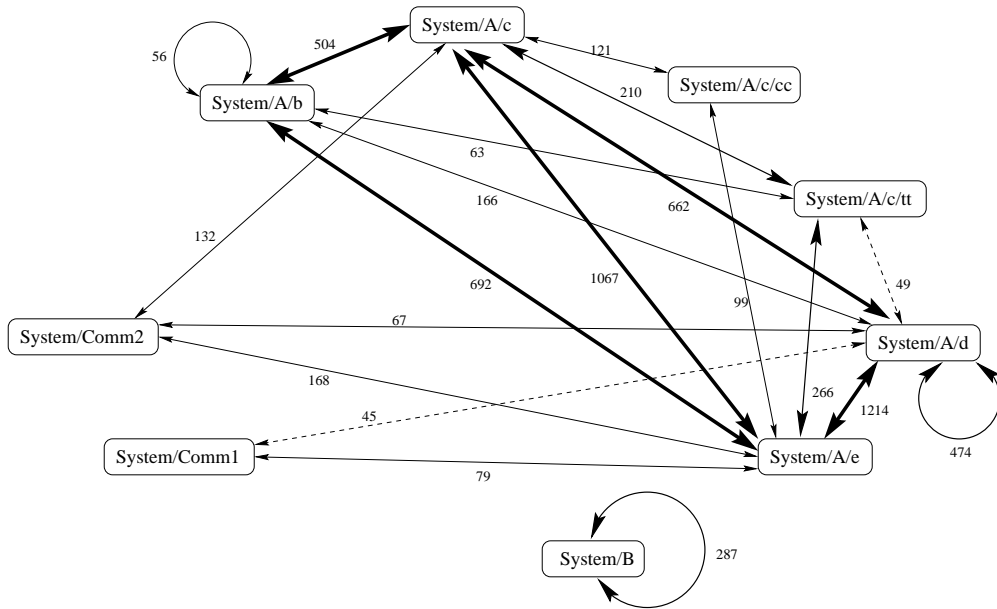 System/A/c
504
121
56
System/A/c/cc
210
System/A/b
63
System/A/c/tt
166
662
132
1067
49
692
99
67
System/Comm2
System/A/d
168
266
1214
45
474
System/Comm1
System/A/e
79
System/B
287